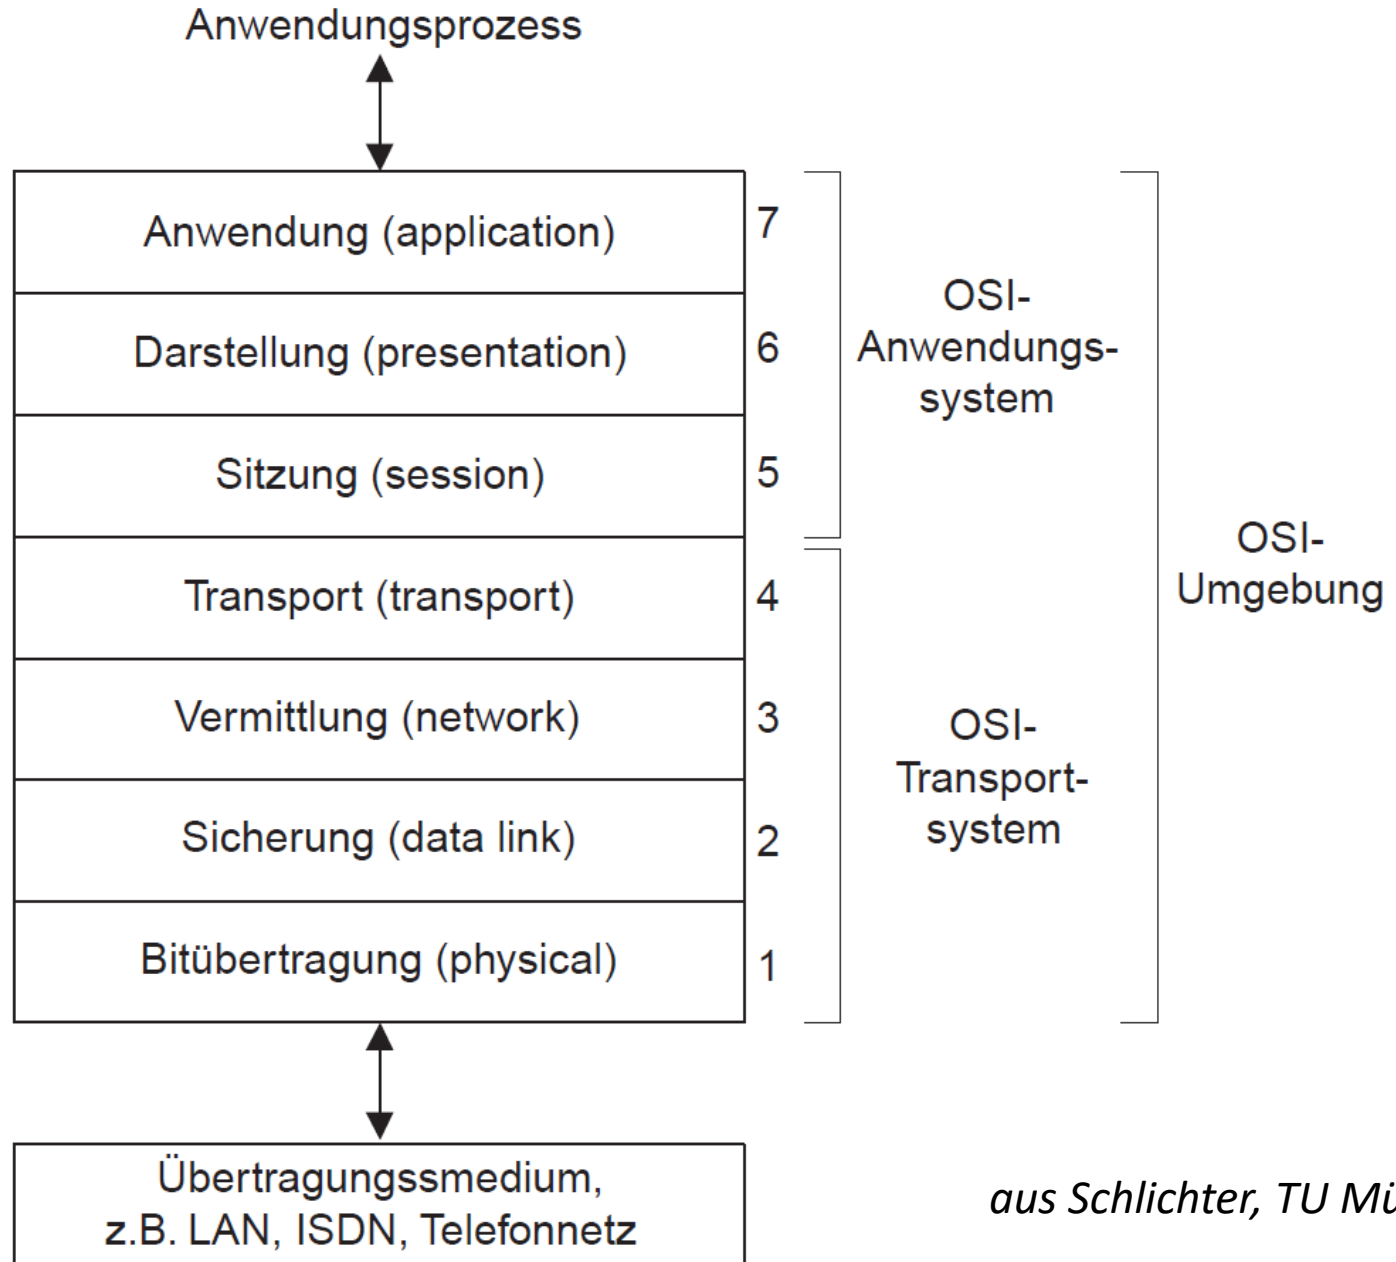 Anwendungsprozess
Anwendung (application)
7
Darstellung (presentation)
6
Sitzung (session)
5
Transport (transport)
4
Vermittlung (network)
3
Sicherung (data link)
2
Bitübertragung (physical)
1
OSI-
Anwendungs-
system
OSI-
Transport-
system
OSI-
Umgebung
Übertragungssmedium,
z.B. LAN, ISDN, Telefonnetz
aus Schlichter, TU